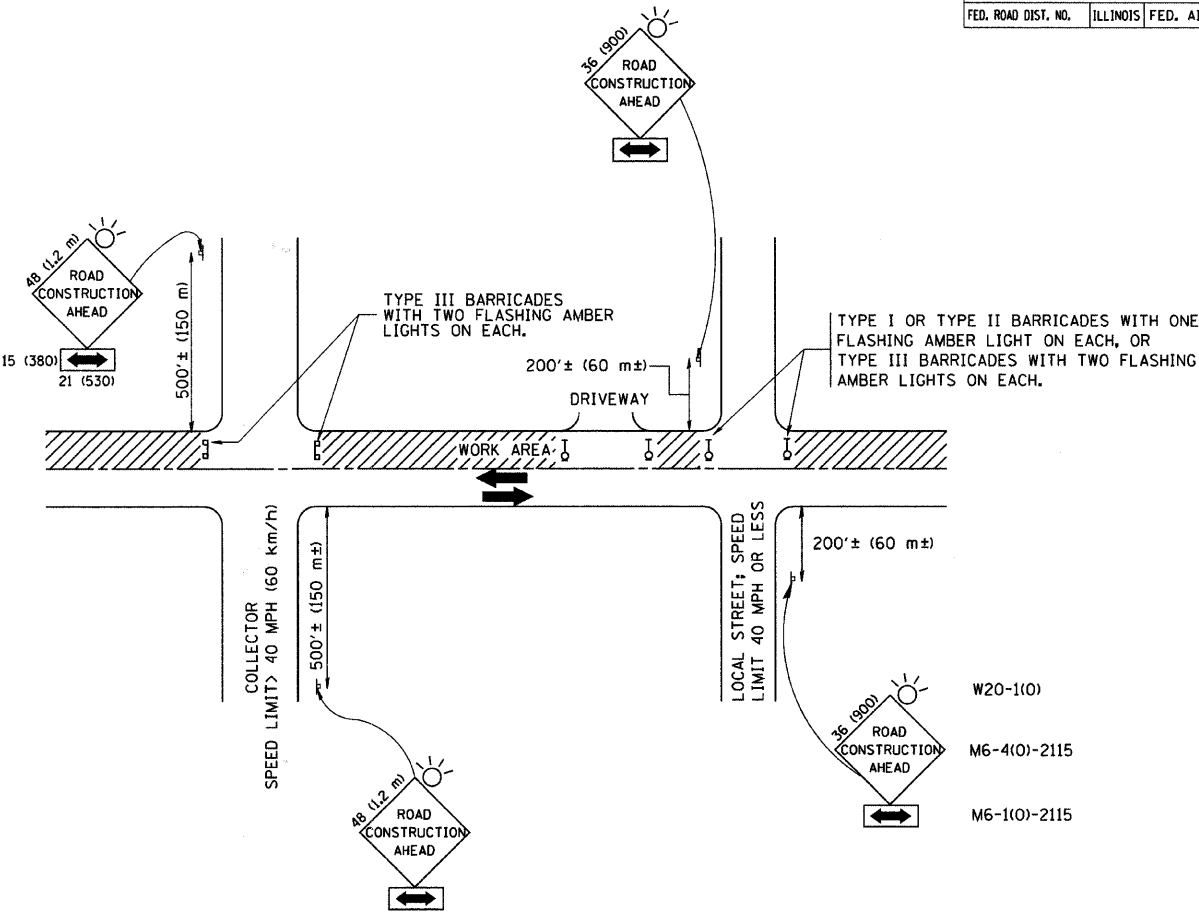 FED. ROAD DIST. NO. ILLINOIS FED. AI
36 (900)
ROAD
CONSTRUCTION
AHEAD
48 (1.2 m)
ROAD
CONSTRUCTION
AHEAD
15 (380)
21 (530)
500'± (150 m)
TYPE III BARRICADES
WITH TWO FLASHING AMBER
LIGHTS ON EACH.
200'± (60 m±)
DRIVEWAY
TYPE I OR TYPE II BARRICADES WITH ONE
FLASHING AMBER LIGHT ON EACH, OR
TYPE III BARRICADES WITH TWO FLASHING
AMBER LIGHTS ON EACH.
WORK AREA
COLLECTOR
SPEED LIMIT> 40 MPH (60 km/h)
500'± (150 m±)
LOCAL STREET; SPEED
LIMIT 40 MPH OR LESS
200'± (60 m±)
48 (1.2 m)
ROAD
CONSTRUCTION
AHEAD
36 (900)
ROAD
CONSTRUCTION
AHEAD
W20-1(O)
M6-4(O)-2115
M6-1(O)-2115